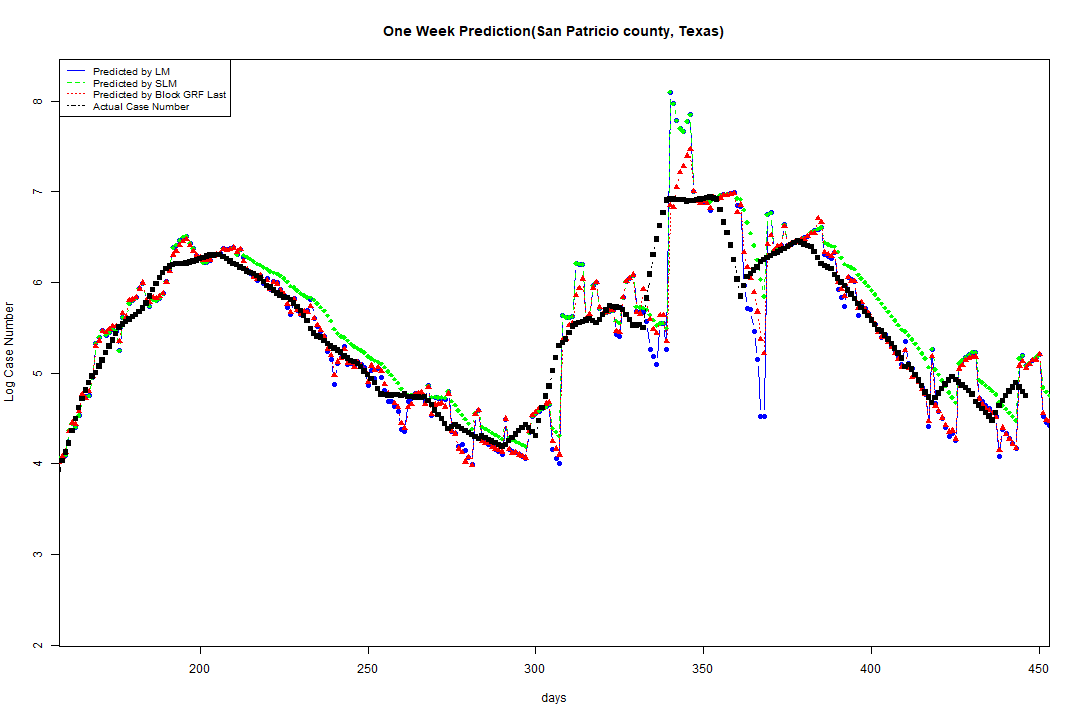 One Week Prediction(San Patricio county, Texas)
Predicted by LM
Predicted by SLM
Predicted by Block GRF Last
Actual Case Number
8
7
6
5
4
3
2
Log Case Number
200 250 300 350 400 450
days